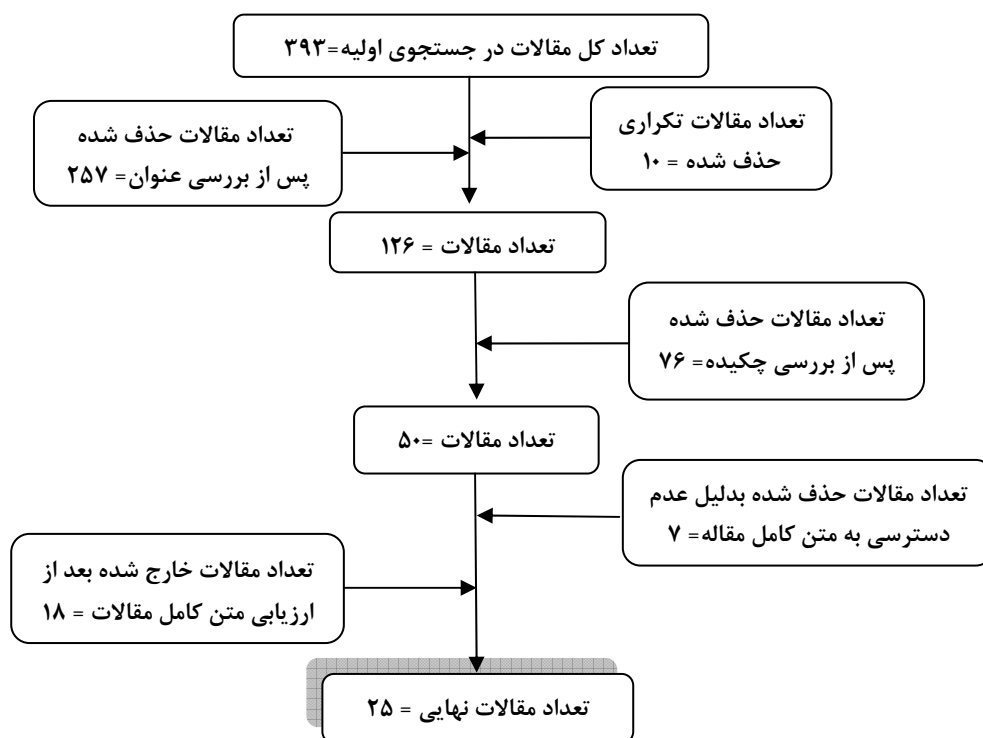 تعداد کل مقالات در جستجوی اولیه=۳۹۳
تعداد مقالات تکراری
حذف شده = ۱۰
تعداد مقالات حذف شده
پس از بررسی عنوان= ۲۵۷
تعداد مقالات = ۱۲۶
تعداد مقالات حذف شده
پس از بررسی چکیده= ۷۶
تعداد مقالات =۵۰
تعداد مقالات حذف شده بدلیل عدم
دسترسی به متن کامل مقاله= ۷
تعداد مقالات خارج شده بعد از
ارزیابی متن کامل مقالات = ۱۸
تعداد مقالات نهایی = ۲۵